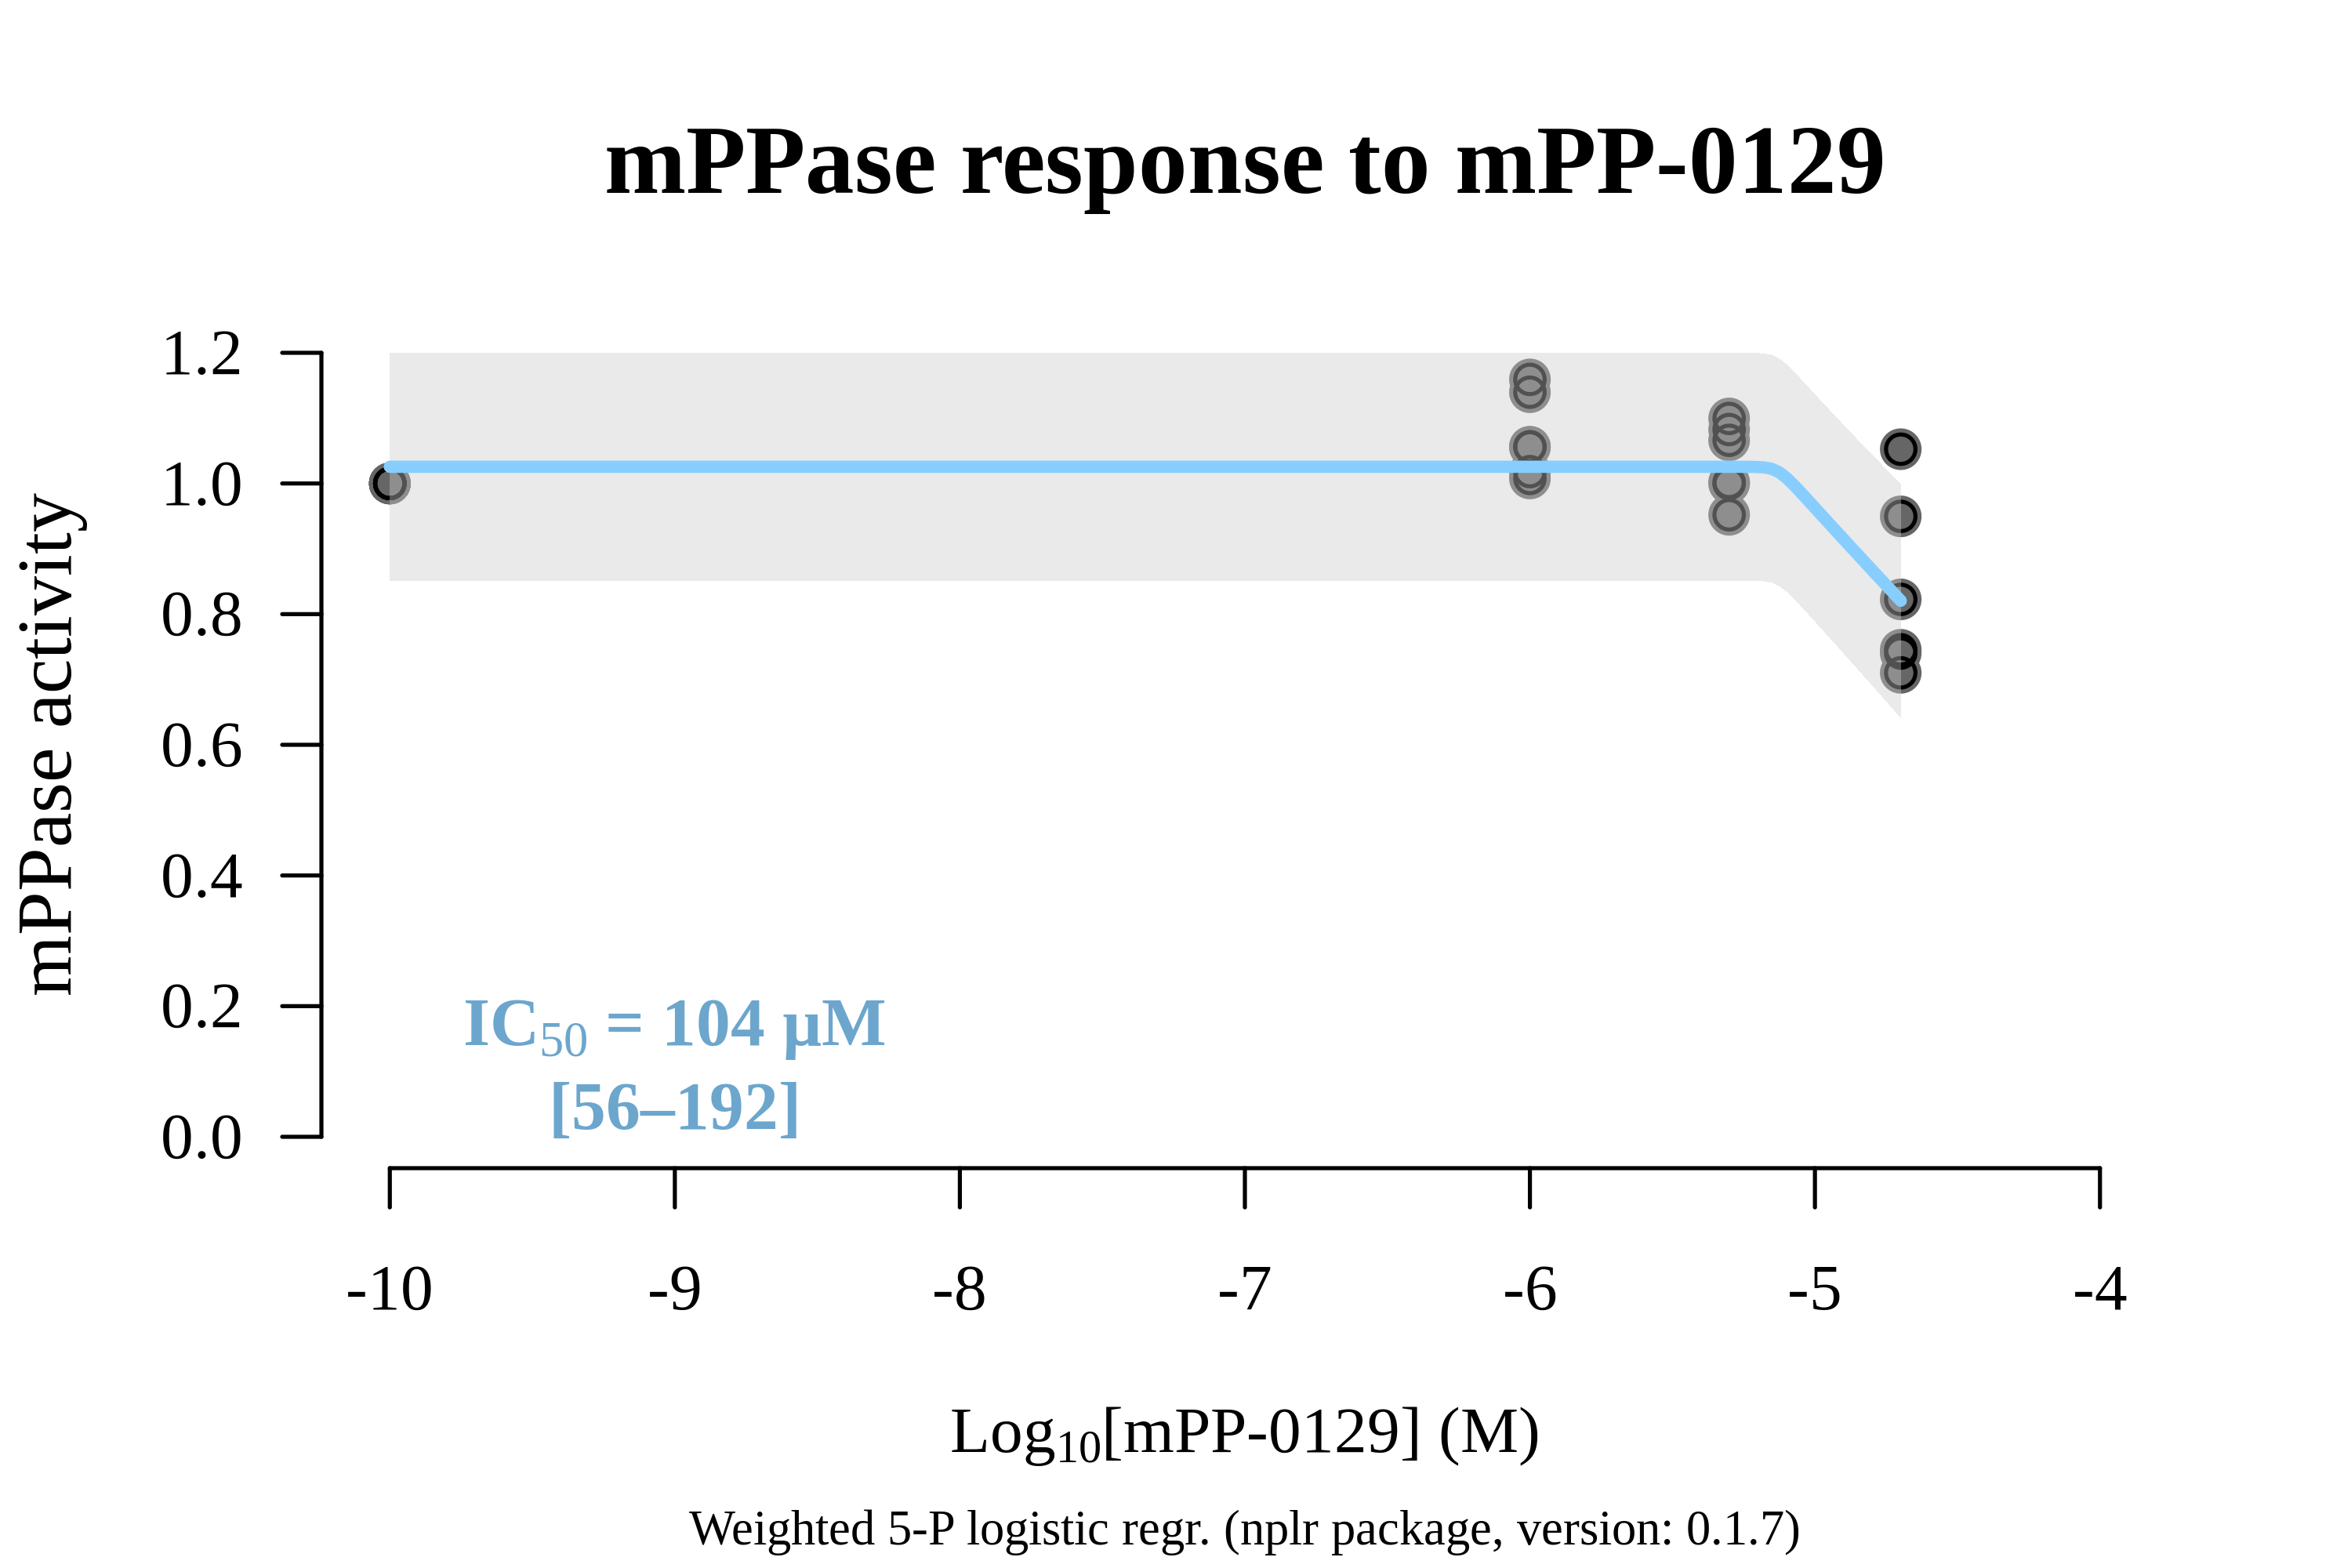 mPPase response to mPP-0129
mPPase activity
1.2
1.0
0.8
0.6
0.4
0.2
0.0
IC50 = 104 µM
[56–192]
-10 -9 -8 -7 -6 -5 -4
Log10[mPP-0129] (M)
Weighted 5-P logistic regr. (nplr package, version: 0.1.7)